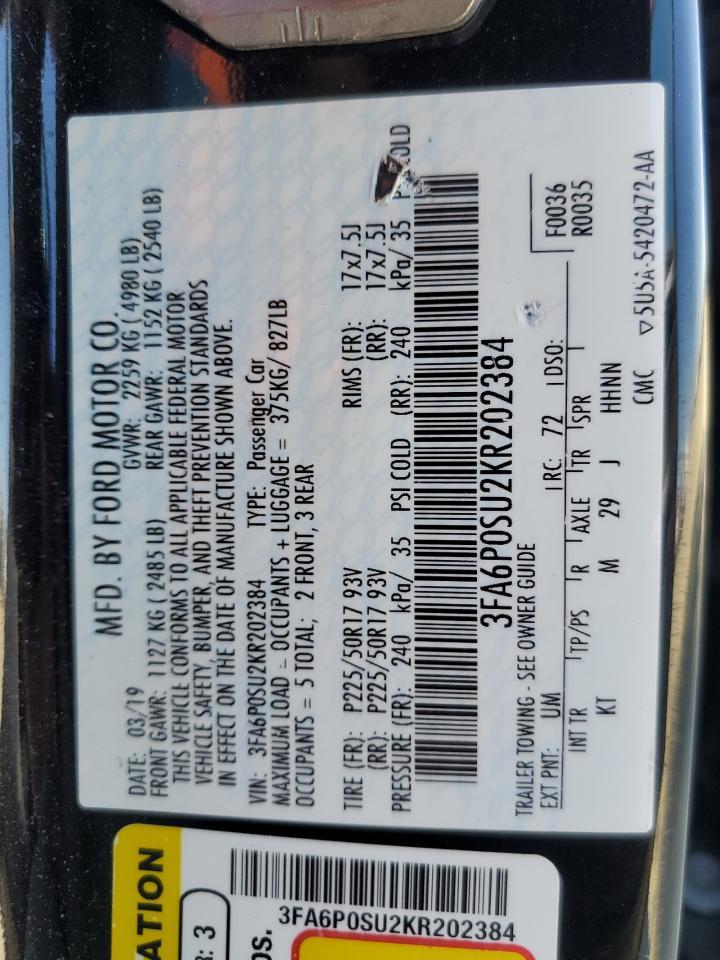 MFD. BY FORD MOTOR CO.
DATE: 03/19 GVWR: 2259 KG ( 4980 LB)
FRONT GAWR: 1127 KG ( 2485 LB) REAR GAWR: 1152 KG ( 2540 LB)
THIS VEHICLE CONFORMS TO ALL APPLICABLE FEDERAL MOTOR
VEHICLE SAFETY, BUMPER, AND THEFT PREVENTION STANDARDS
IN EFFECT ON THE DATE OF MANUFACTURE SHOWN ABOVE.
VIN: 3FA6P0SU2KR202384 TYPE: Passenger Car
MAXIMUM LOAD = OCCUPANTS + LUGGAGE = 375KG/ 827LB
OCCUPANTS = 5 TOTAL; 2 FRONT, 3 REAR
TIRE (FR): P225/50R17 93V RIMS (FR): 17x7.5J
(RR): P225/50R17 93V (RR): 17x7.5J
PRESSURE (FR): 240 kPa/ 35 PSI COLD (RR): 240 kPa/ 35 OLD
3FA6P0SU2KR202384
TRAILER TOWING - SEE OWNER GUIDE
F0036
R0035
EXT PNT: UM RC: 72 DSO:
INT TR TP/PS R AXLE TR SPR
KT M 29 J HHNN
CMC ▽5U5A-5420472-AA
ATION
R: 3
OS.
3FA6P0SU2KR202384